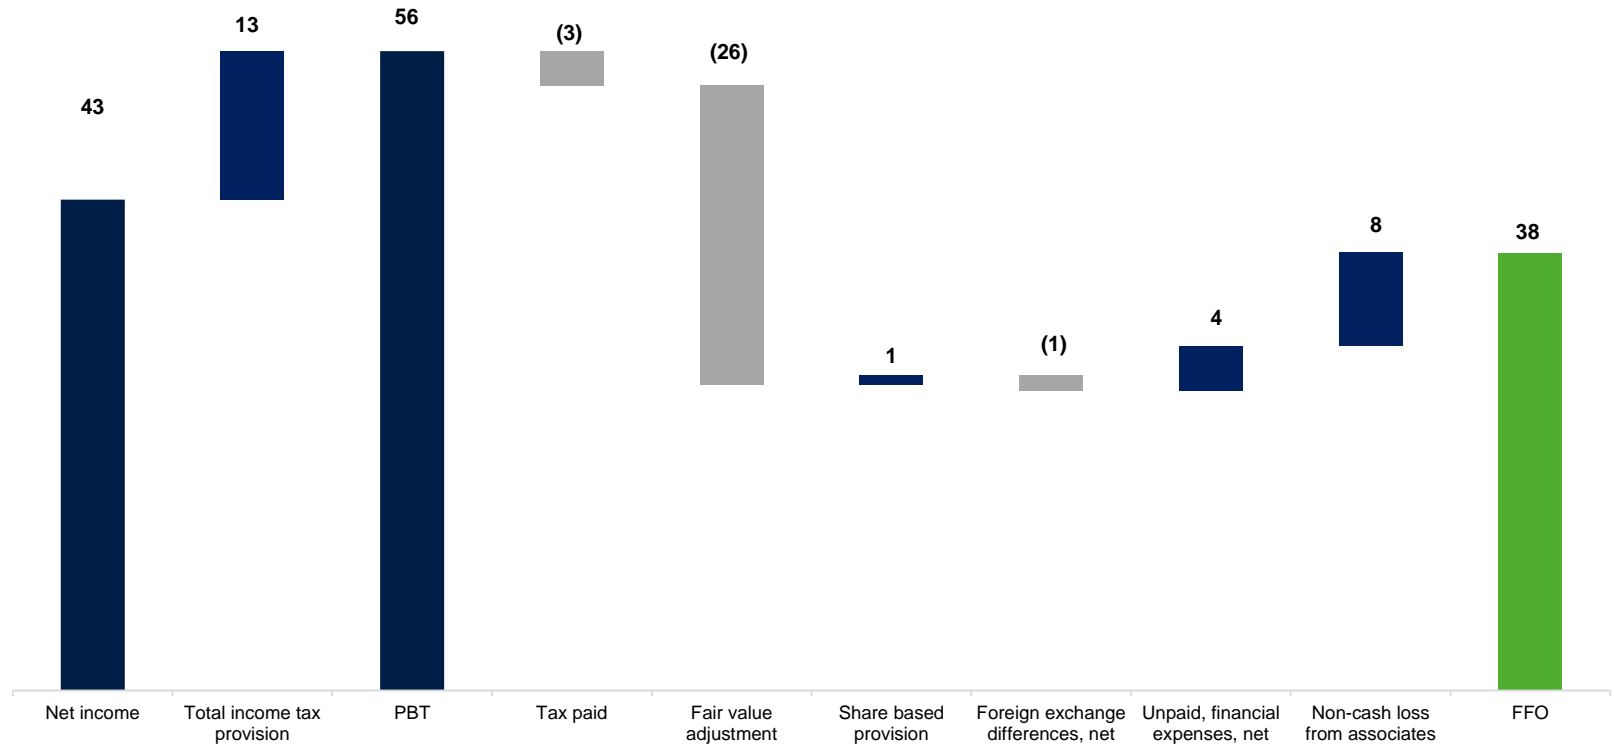 43
13
56
(3)
(26)
1
(1)
4
8
38
Net income
Total income tax
provision
PBT
Tax paid
Fair value
adjustment
Share based
provision
Foreign exchange
differences, net
Unpaid, financial
expenses, net
Non-cash loss
from associates
FFO